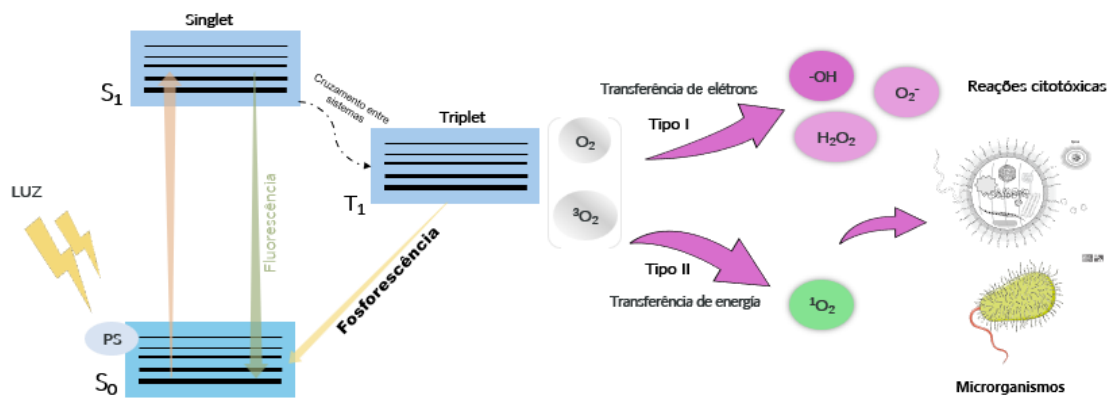 Singlet
S₁
Cruzamento entre
sistemas
Triplet
T₁
LUZ
Fluorescência
Fosforescência
PS
S₀
O₂
³O₂
Transferência de elétrons
Tipo I
-OH
O₂⁻
H₂O₂
Tipo II
Transferência de energía
¹O₂
Reações citotóxicas
Microrganismos